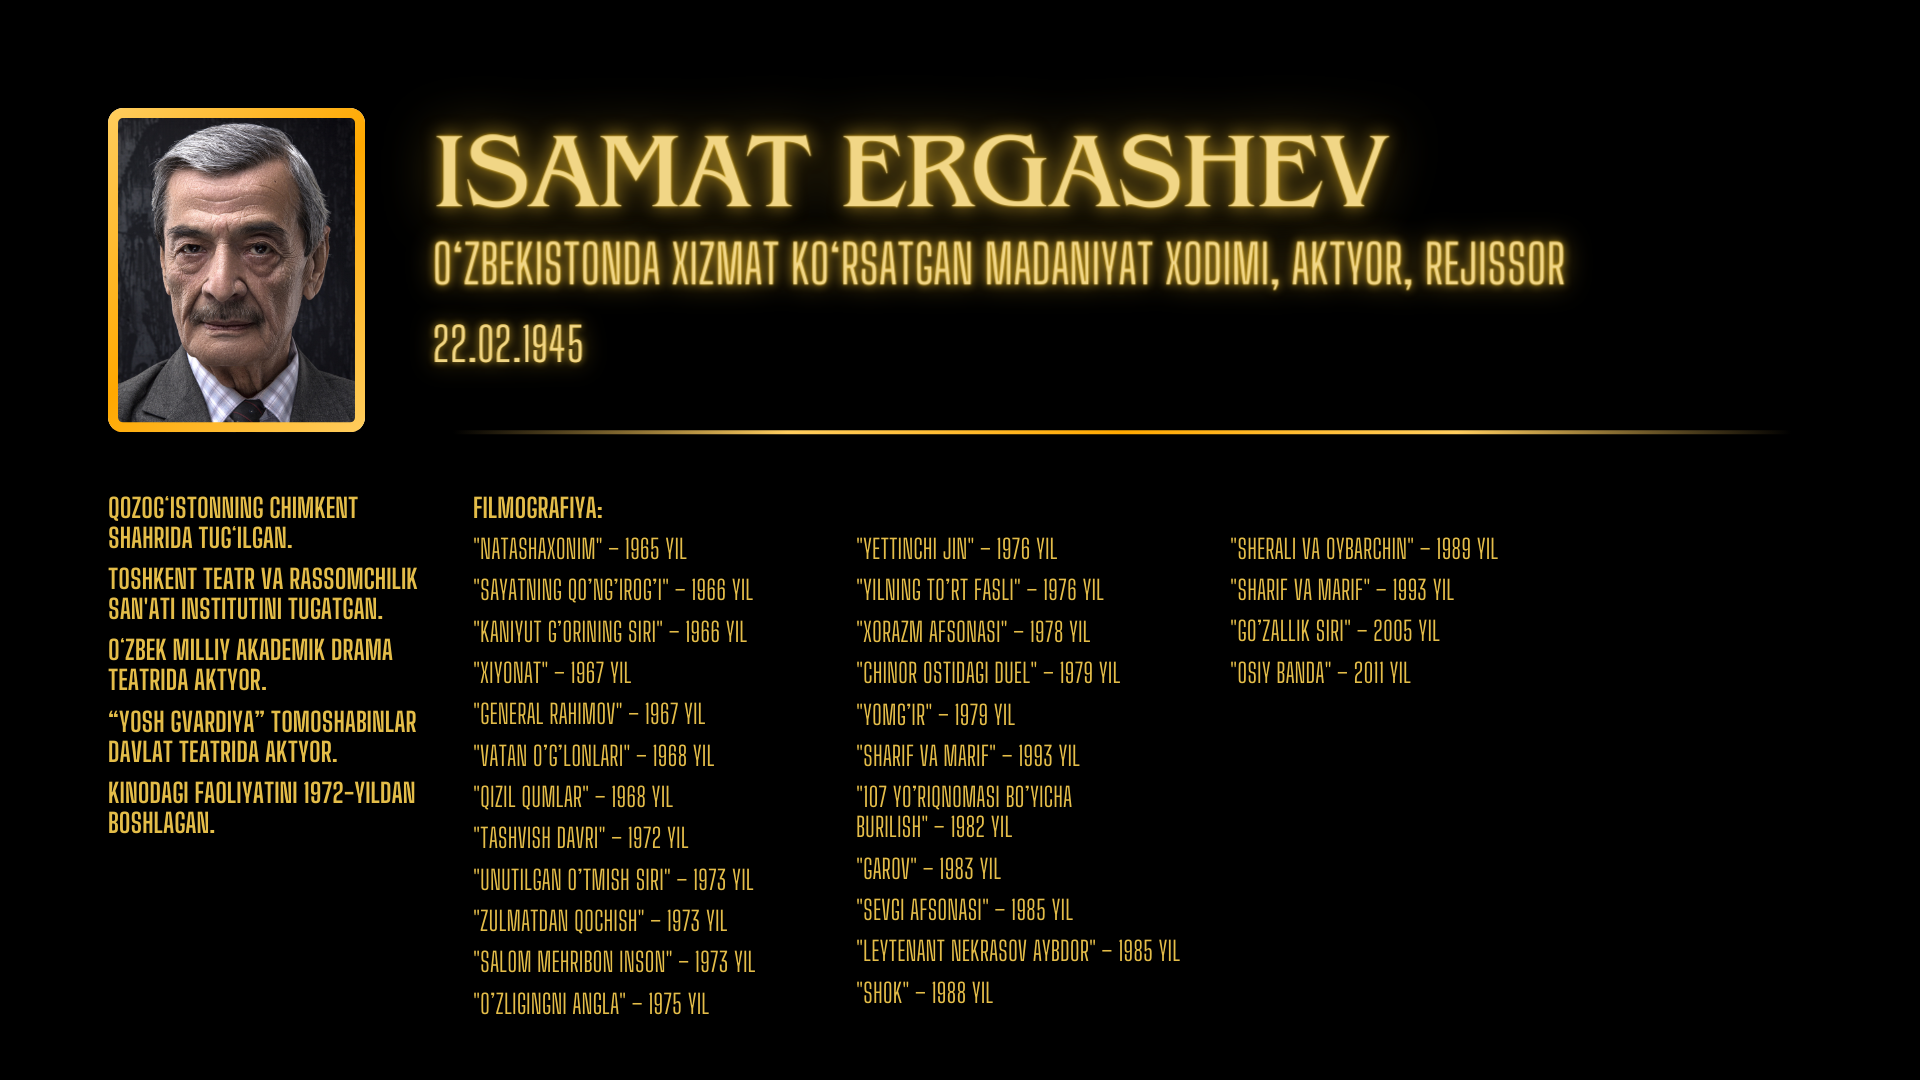 ISAMAT ERGASHEV
O‘ZBEKISTONDA XIZMAT KO‘RSATGAN MADANIYAT XODIMI, AKTYOR, REJISSOR
22.02.1945
QOZOG‘ISTONNING CHIMKENT
SHAHRIDA TUG‘ILGAN.
TOSHKENT TEATR VA RASSOMCHILIK
SAN'ATI INSTITUTINI TUGATGAN.
O‘ZBEK MILLIY AKADEMIK DRAMA
TEATRIDA AKTYOR.
“YOSH GVARDIYA” TOMOSHABINLAR
DAVLAT TEATRIDA AKTYOR.
KINODAGI FAOLIYATINI 1972-YILDAN
BOSHLAGAN.
FILMOGRAFIYA:
"NATASHAXONIM" – 1965 YIL
"SAYATNING QO’NG’IROG’I" – 1966 YIL
"KANIYUT G’ORINING SIRI" – 1966 YIL
"XIYONAT" – 1967 YIL
"GENERAL RAHIMOV" – 1967 YIL
"VATAN O’G’LONLARI" – 1968 YIL
"QIZIL QUMLAR" – 1968 YIL
"TASHVISH DAVRI" – 1972 YIL
"UNUTILGAN O’TMISH SIRI" – 1973 YIL
"ZULMATDAN QOCHISH" – 1973 YIL
"SALOM MEHRIBON INSON" – 1973 YIL
"O’ZLIGINGNI ANGLA" – 1975 YIL
"YETTINCHI JIN" – 1976 YIL
"YILNING TO’RT FASLI" – 1976 YIL
"XORAZM AFSONASI" – 1978 YIL
"CHINOR OSTIDAGI DUEL" – 1979 YIL
"YOMG’IR" – 1979 YIL
"SHARIF VA MARIF" – 1993 YIL
"107 YO’RIQNOMASI BO’YICHA
BURILISH" – 1982 YIL
"GAROV" – 1983 YIL
"SEVGI AFSONASI" – 1985 YIL
"LEYTENANT NEKRASOV AYBDOR" – 1985 YIL
"SHOK" – 1988 YIL
"SHERALI VA OYBARCHIN" – 1989 YIL
"SHARIF VA MARIF" – 1993 YIL
"GO’ZALLIK SIRI" – 2005 YIL
"OSIY BANDA" – 2011 YIL